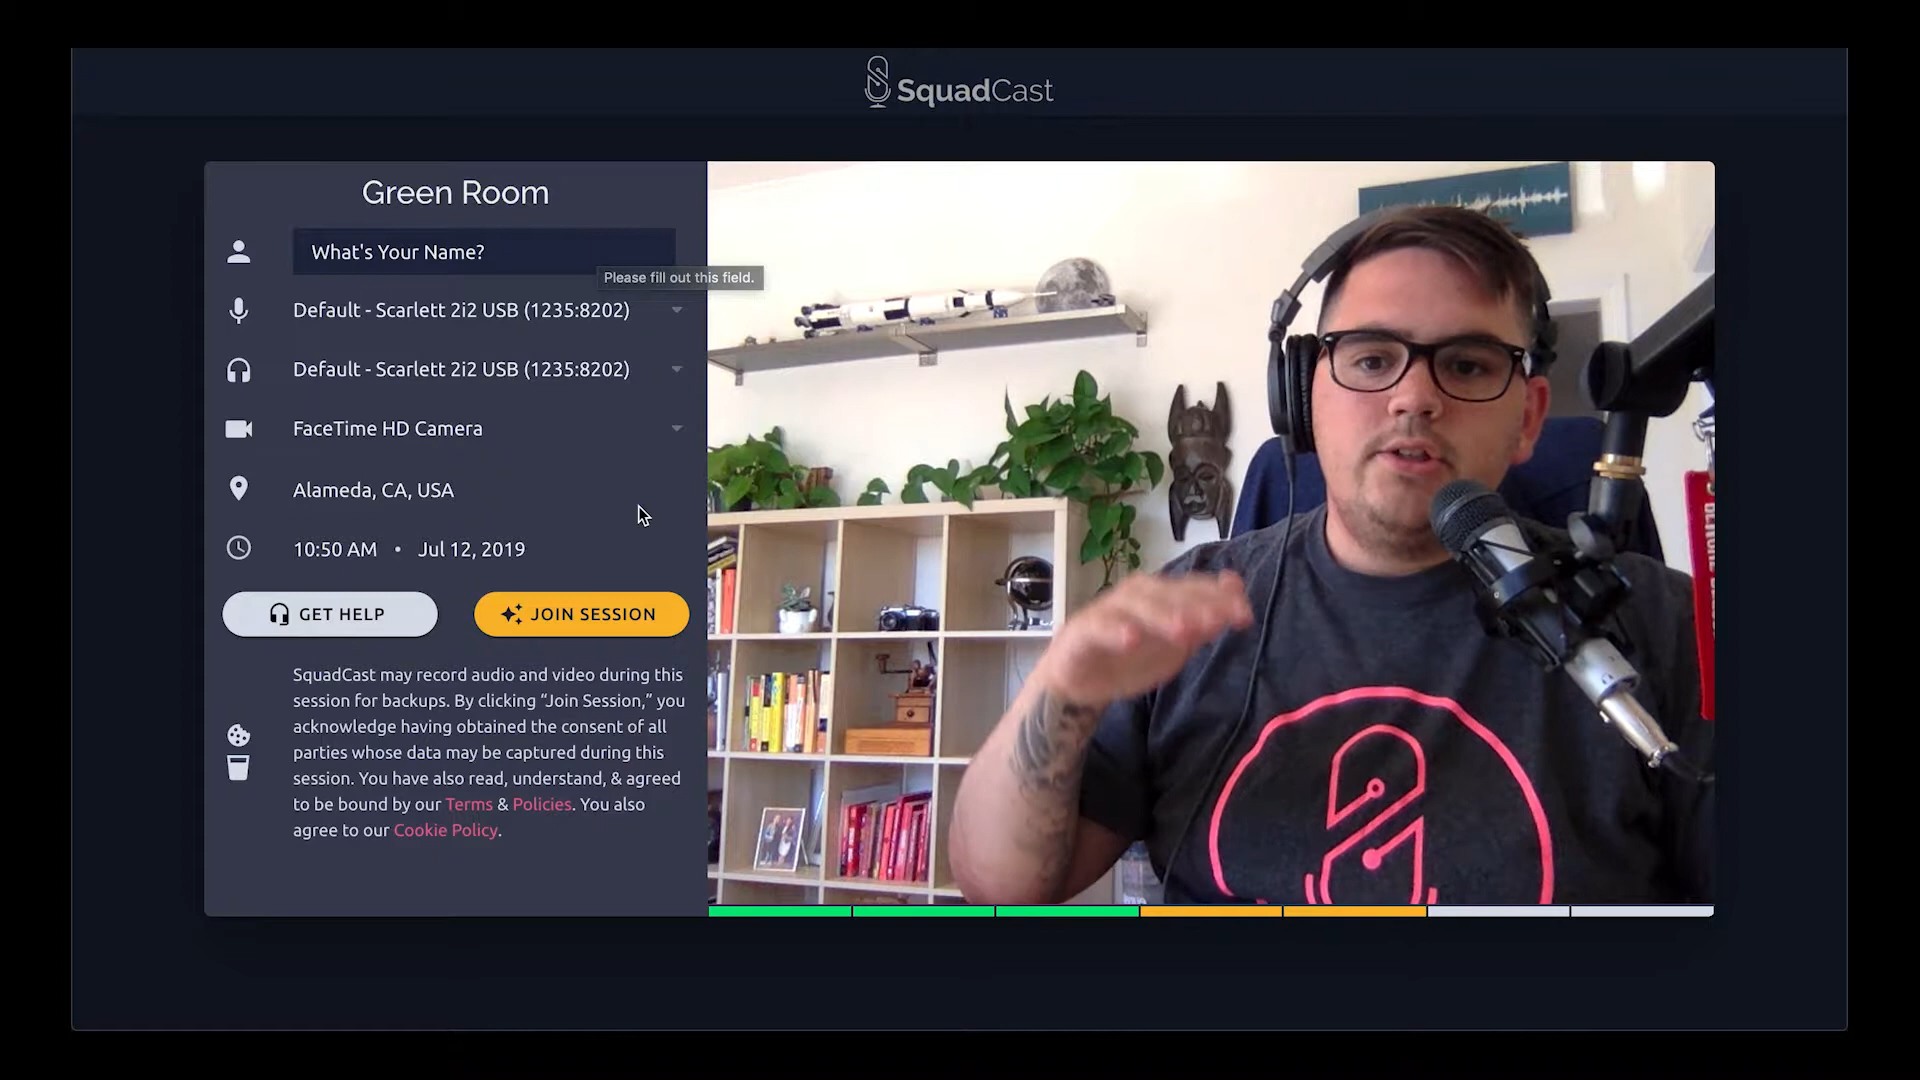 SquadCast
Green Room
What's Your Name?
Please fill out this field.
Default - Scarlett 2i2 USB (1235:8202)
Default - Scarlett 2i2 USB (1235:8202)
FaceTime HD Camera
Alameda, CA, USA
10:50 AM • Jul 12, 2019
GET HELP
JOIN SESSION
SquadCast may record audio and video during this
session for backups. By clicking “Join Session,” you
acknowledge having obtained the consent of all
parties whose data may be captured during this
session. You have also read, understand, & agreed
to be bound by our Terms & Policies. You also
agree to our Cookie Policy.